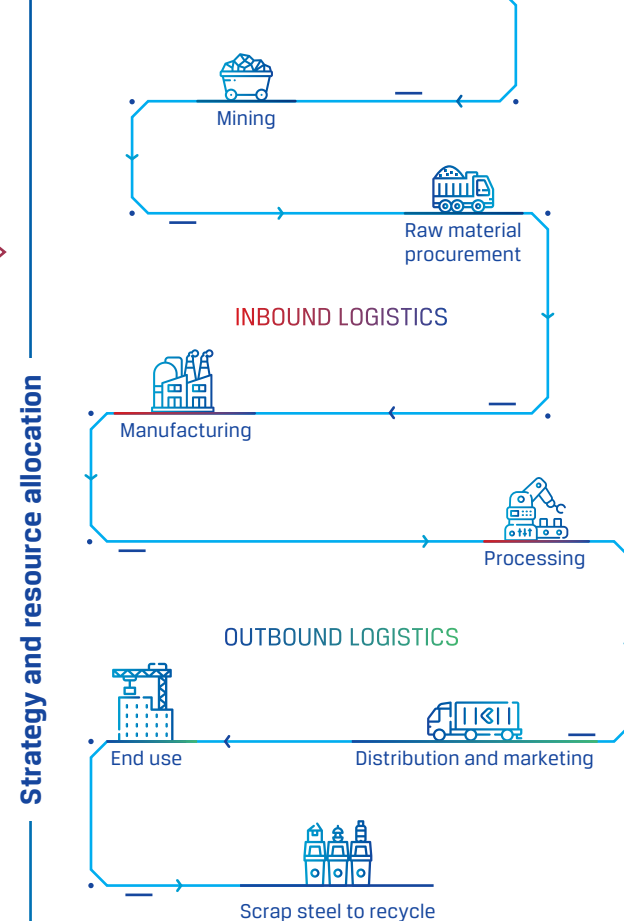 Mining
Raw material
procurement
INBOUND LOGISTICS
Manufacturing
Strategy and resource allocation
Processing
OUTBOUND LOGISTICS
End use
Distribution and marketing
Scrap steel to recycle